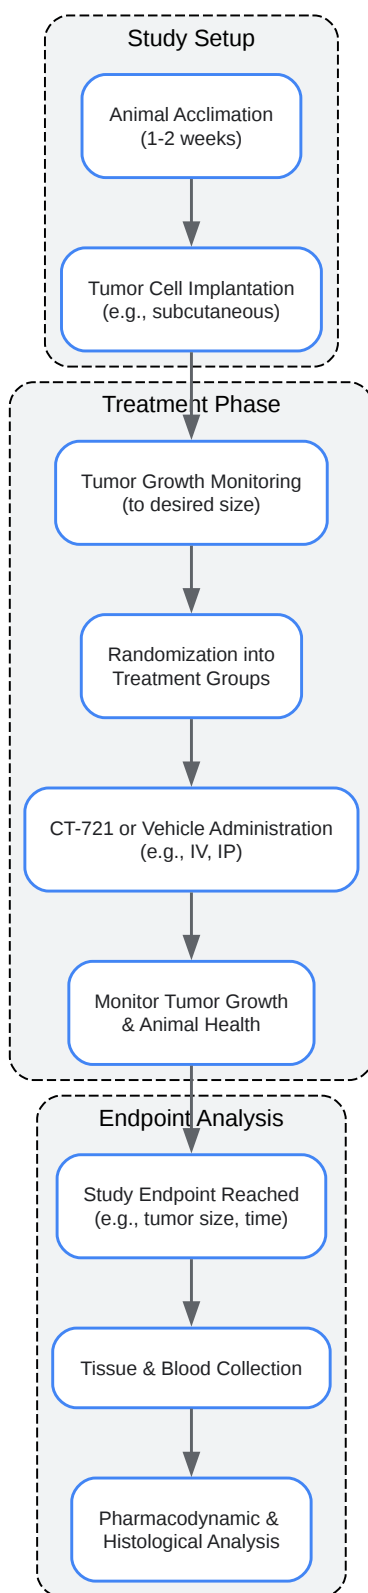 Study Setup
Animal Acclimation
(1-2 weeks)
Tumor Cell Implantation
(e.g., subcutaneous)
Treatment Phase
Tumor Growth Monitoring
(to desired size)
Randomization into
Treatment Groups
CT-721 or Vehicle Administration
(e.g., IV, IP)
Monitor Tumor Growth
& Animal Health
Endpoint Analysis
Study Endpoint Reached
(e.g., tumor size, time)
Tissue & Blood Collection
Pharmacodynamic &
Histological Analysis